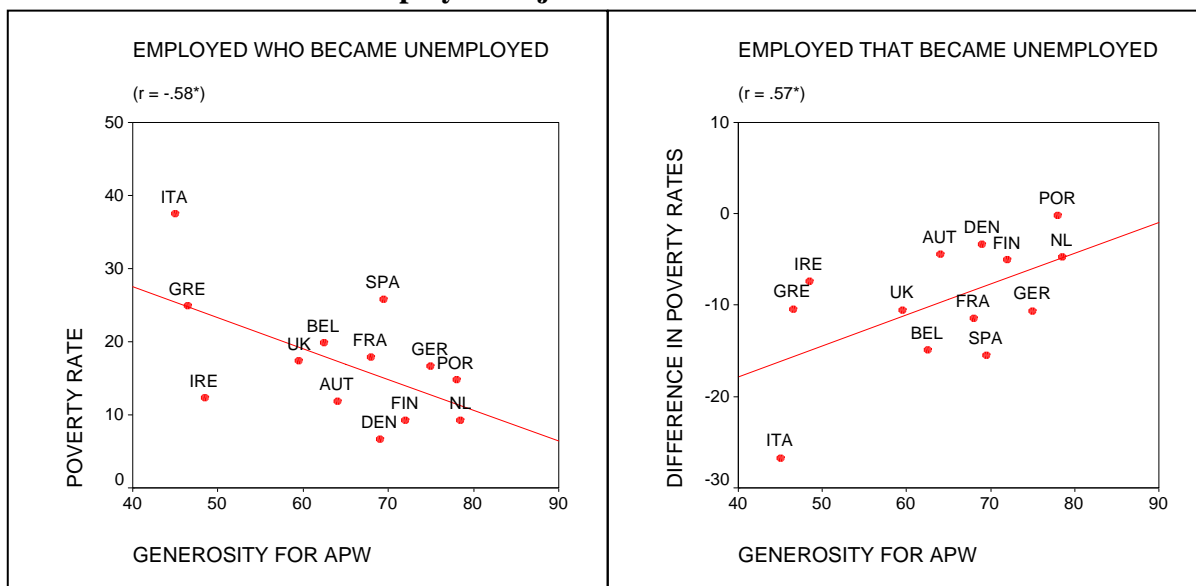 EMPLOYED WHO BECAME UNEMPLOYED
(r = -.58*)
50
40
30
20
10
0
POVERTY RATE
ITA
GRE
SPA
BEL
UK
FRA
GER
POR
IRE
AUT
FIN
NL
DEN
40 50 60 70 80 90
GENEROSITY FOR APW
EMPLOYED THAT BECAME UNEMPLOYED
(r = .57*)
10
0
-10
-20
-30
DIFFERENCE IN POVERTY RATES
POR
DEN
AUT
FIN
NL
IRE
GRE
UK
FRA
GER
BEL
SPA
ITA
40 50 60 70 80 90
GENEROSITY FOR APW